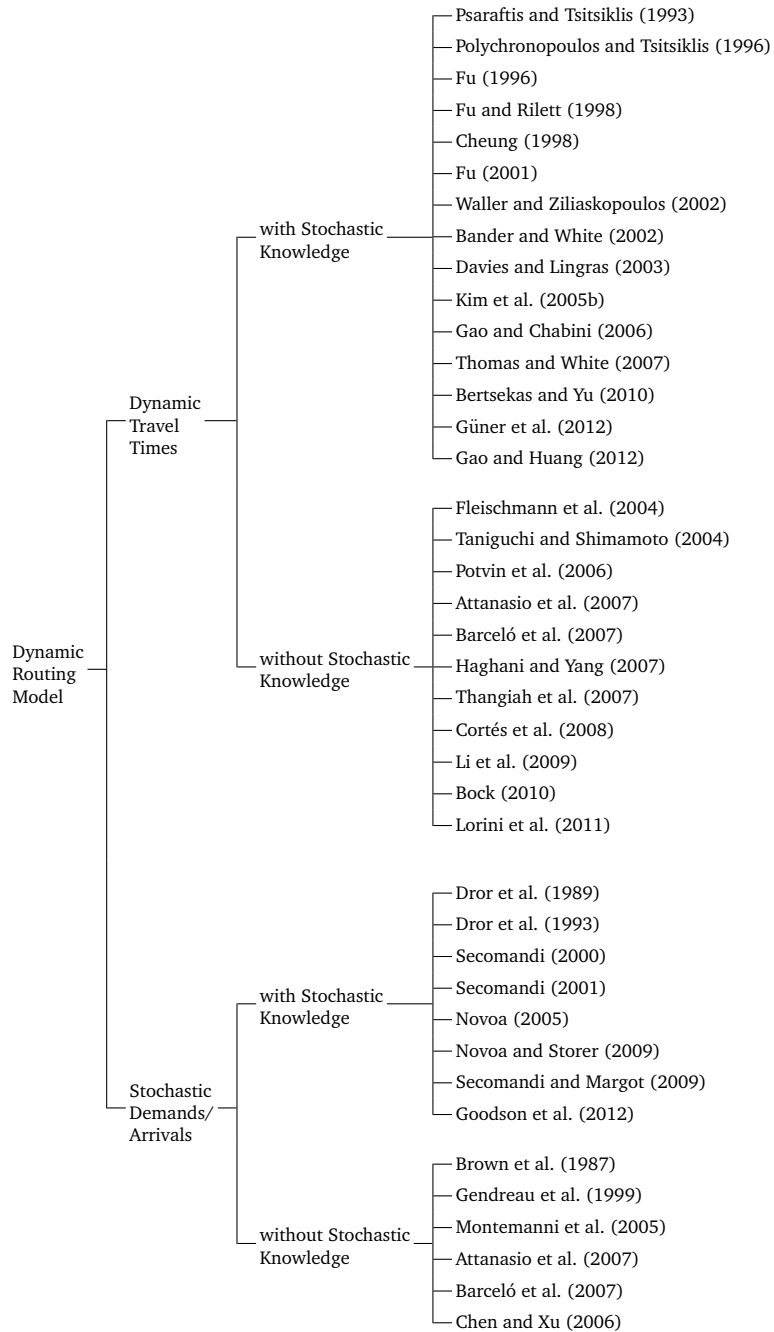 Dynamic
Routing
Model
Dynamic
Travel
Times
with Stochastic
Knowledge
Psaraftis and Tsitsiklis (1993)
Polychronopoulos and Tsitsiklis (1996)
Fu (1996)
Fu and Rilett (1998)
Cheung (1998)
Fu (2001)
Waller and Ziliaskopoulos (2002)
Bander and White (2002)
Davies and Lingras (2003)
Kim et al. (2005b)
Gao and Chabini (2006)
Thomas and White (2007)
Bertsekas and Yu (2010)
Güner et al. (2012)
Gao and Huang (2012)
without Stochastic
Knowledge
Fleischmann et al. (2004)
Taniguchi and Shimamoto (2004)
Potvin et al. (2006)
Attanasio et al. (2007)
Barceló et al. (2007)
Haghani and Yang (2007)
Thangiah et al. (2007)
Cortés et al. (2008)
Li et al. (2009)
Bock (2010)
Lorini et al. (2011)
Stochastic
Demands/
Arrivals
with Stochastic
Knowledge
Dror et al. (1989)
Dror et al. (1993)
Secomandi (2000)
Secomandi (2001)
Novoa (2005)
Novoa and Storer (2009)
Secomandi and Margot (2009)
Goodson et al. (2012)
without Stochastic
Knowledge
Brown et al. (1987)
Gendreau et al. (1999)
Montemanni et al. (2005)
Attanasio et al. (2007)
Barceló et al. (2007)
Chen and Xu (2006)